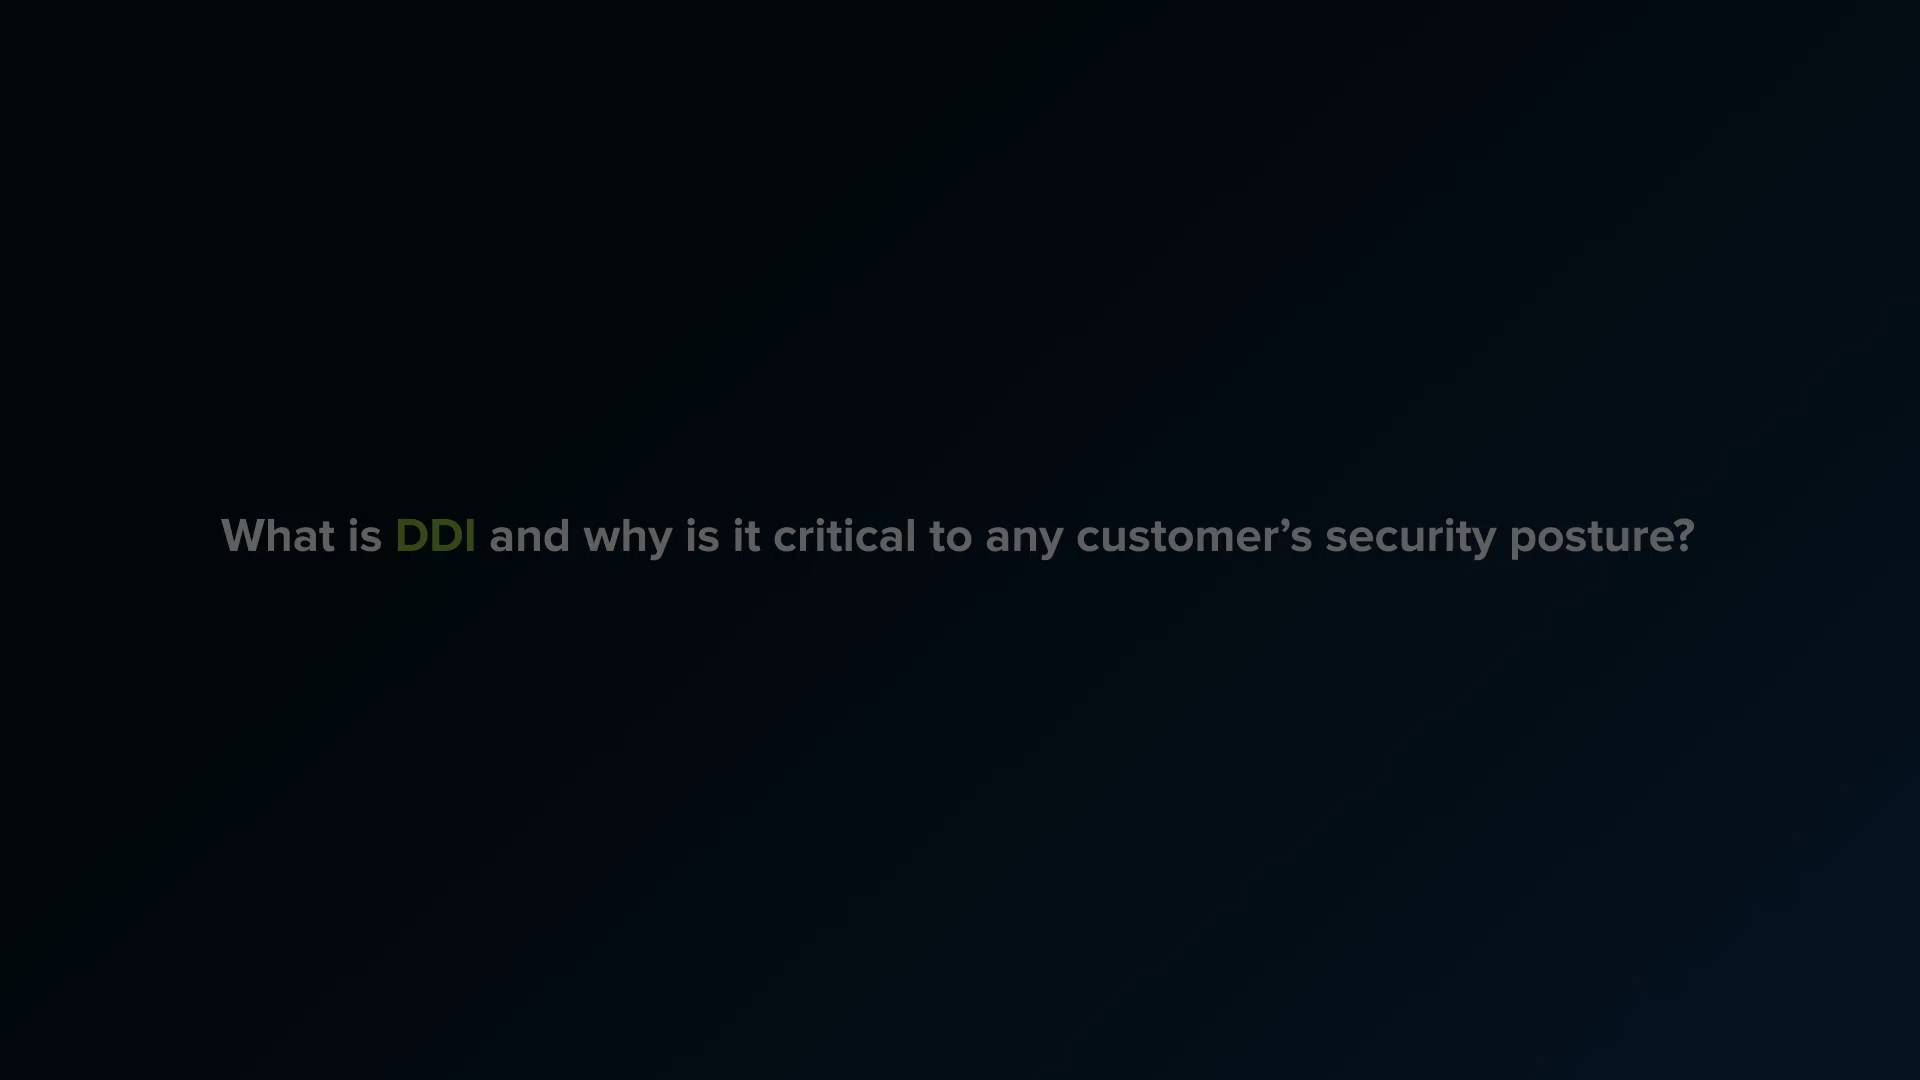 What is DDI and why is it critical to any customer’s security posture?